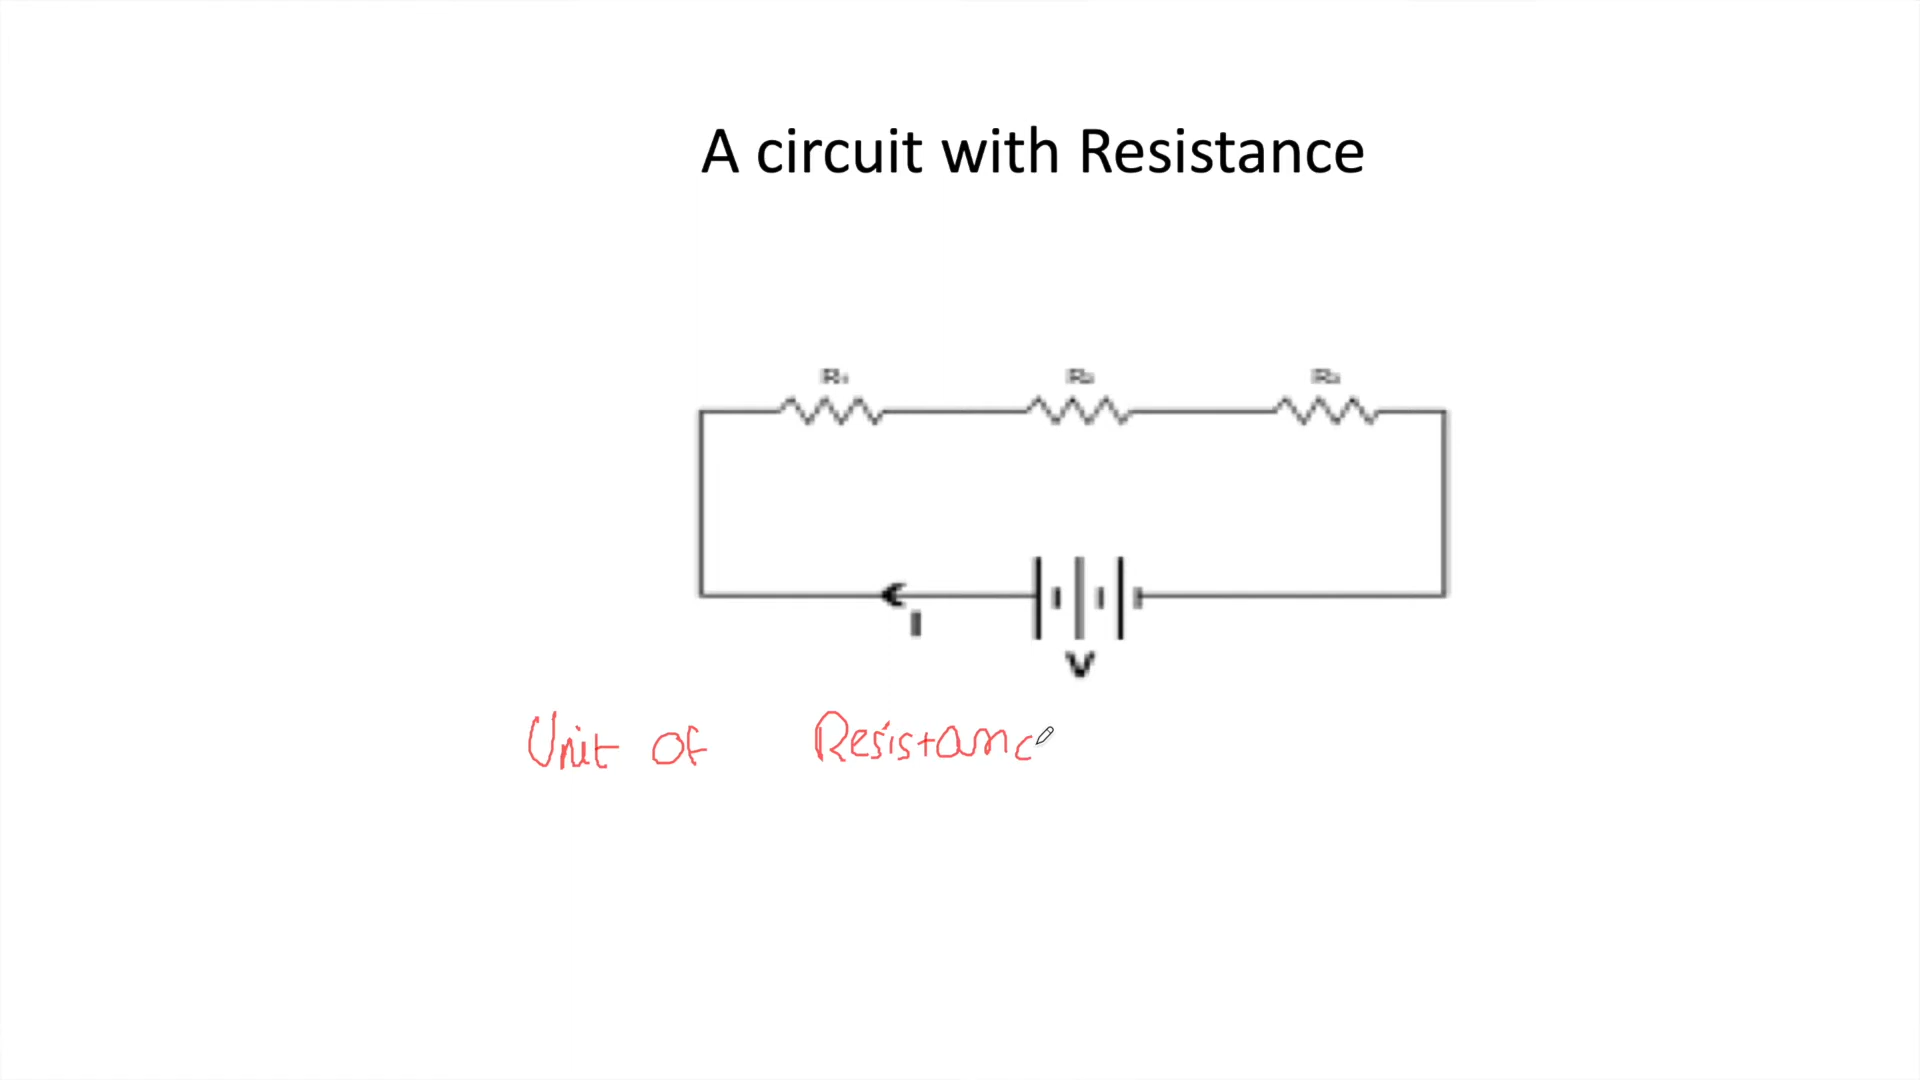 A circuit with Resistance
R₁ R₂ R₃
I
V
Unit of Resistanc